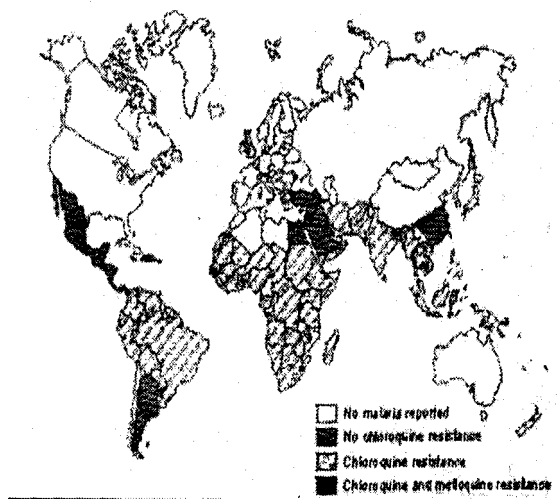 No malaria reported
No chloroquine resistance
Chloroquine resistance
Chloroquine and mefloquine resistance